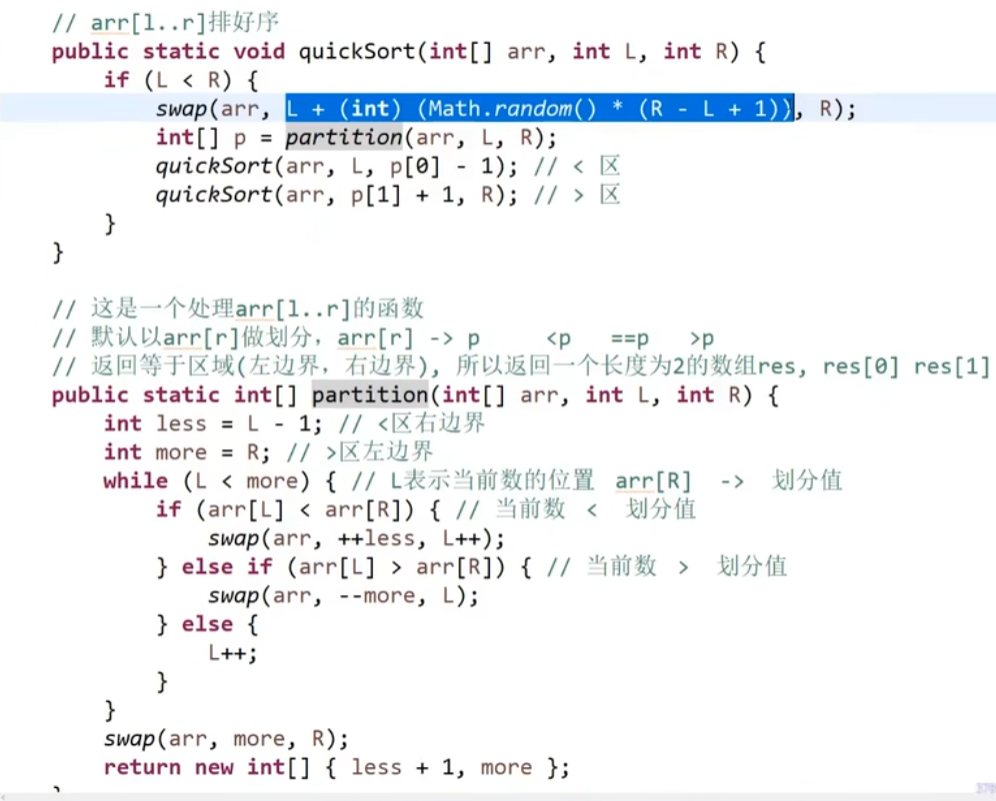 // arr[l..r]排好序
public static void quickSort(int[] arr, int L, int R) {
    if (L < R) {
        swap(arr, L + (int) (Math.random() * (R - L + 1)), R);
        int[] p = partition(arr, L, R);
        quickSort(arr, L, p[0] - 1); // < 区
        quickSort(arr, p[1] + 1, R); // > 区
    }
}
// 这是一个处理arr[l..r]的函数
// 默认以arr[r]做划分，arr[r] -> p     <p   ==p   >p
// 返回等于区域(左边界，右边界), 所以返回一个长度为2的数组res, res[0] res[1]
public static int[] partition(int[] arr, int L, int R) {
    int less = L - 1; // <区右边界
    int more = R; // >区左边界
    while (L < more) { // L表示当前数的位置  arr[R]  ->  划分值
        if (arr[L] < arr[R]) { // 当前数 <  划分值
            swap(arr, ++less, L++);
        } else if (arr[L] > arr[R]) { // 当前数 >  划分值
            swap(arr, --more, L);
        } else {
            L++;
        }
    }
    swap(arr, more, R);
    return new int[] { less + 1, more };